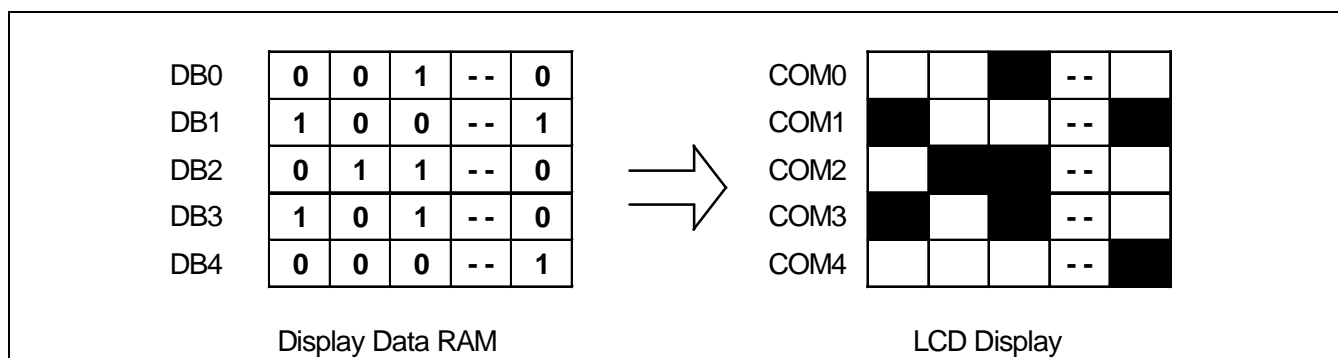 DB0 0 0 1 - - 0 COM0 - -
DB1 1 0 0 - - 1 COM1 - -
DB2 0 1 1 - - 0 COM2 - -
DB3 1 0 1 - - 0 COM3 - -
DB4 0 0 0 - - 1 COM4 - -
Display Data RAM LCD Display